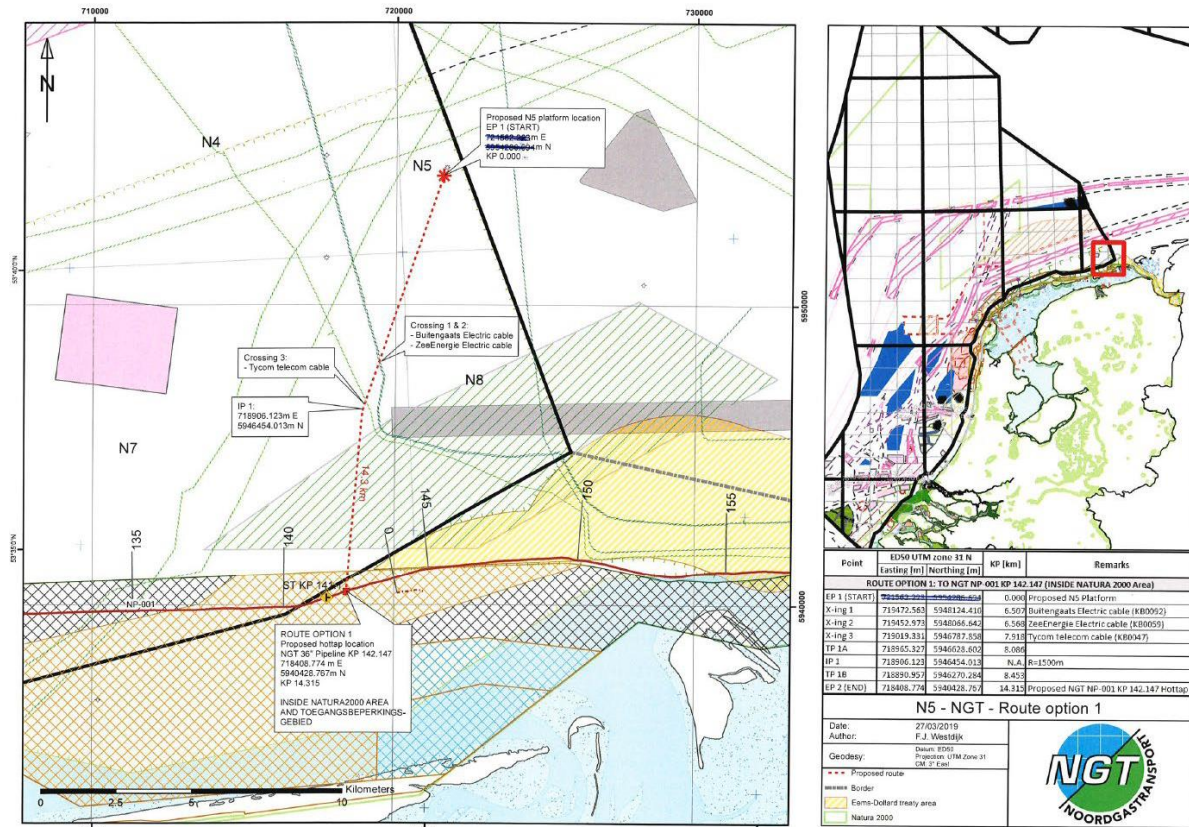 710000
720000
730000
N
N4
N5
Proposed N5 platform location
EP 1 (START)
KP 0.000
53°40'0"N
5950000
Crossing 1 & 2:
- Buitengaats Electric cable
- ZeeEnergie Electric cable
Crossing 3:
- Tycom telecom cable
N8
IP 1:
718906.123m E
5946454.013m N
N7
14.3 km
150
155
145
140
135
0
53°35'0"N
ST KP
NP-001
5940000
ROUTE OPTION 1
Proposed hottap location
NGT 36" Pipeline KP 142.147
718408.774 m E
5940428.767m N
KP 14.315
INSIDE NATURA2000 AREA
AND TOEGANGSBEPERKINGS-
GEBIED
Kilometers
0 2.5 5 10
Point ED50 UTM zone 31 N KP [km] Remarks
Easting [m] Northing [m]
ROUTE OPTION 1: TO NGT NP-001 KP 142.147 (INSIDE NATURA 2000 Area)
EP 1 (START) 0.000 Proposed N5 Platform
X-ing 1 719472.563 5948124.410 6.507 Buitengaats Electric cable (KB0092)
X-ing 2 719452.973 5948066.642 6.568 ZeeEnergie Electric cable (KB0059)
X-ing 3 719019.331 5946787.858 7.918 Tycom telecom cable (KB0047)
TP 1A 718965.327 5946628.602 8.086
IP 1 718906.123 5946454.013 N.A. R=1500m
TP 1B 718890.957 5946270.284 8.453
EP 2 (END) 718408.774 5940428.767 14.315 Proposed NGT NP-001 KP 142.147 Hottap
N5 - NGT - Route option 1
Date: 27/03/2019
Author: F.J. Westdijk
Geodesy: Datum: ED50
Projection: UTM Zone 31
CM: 3° East
Proposed route
Border
Eems-Dollard treaty area
Natura 2000
NGT
NOORDGASTRANSPORT